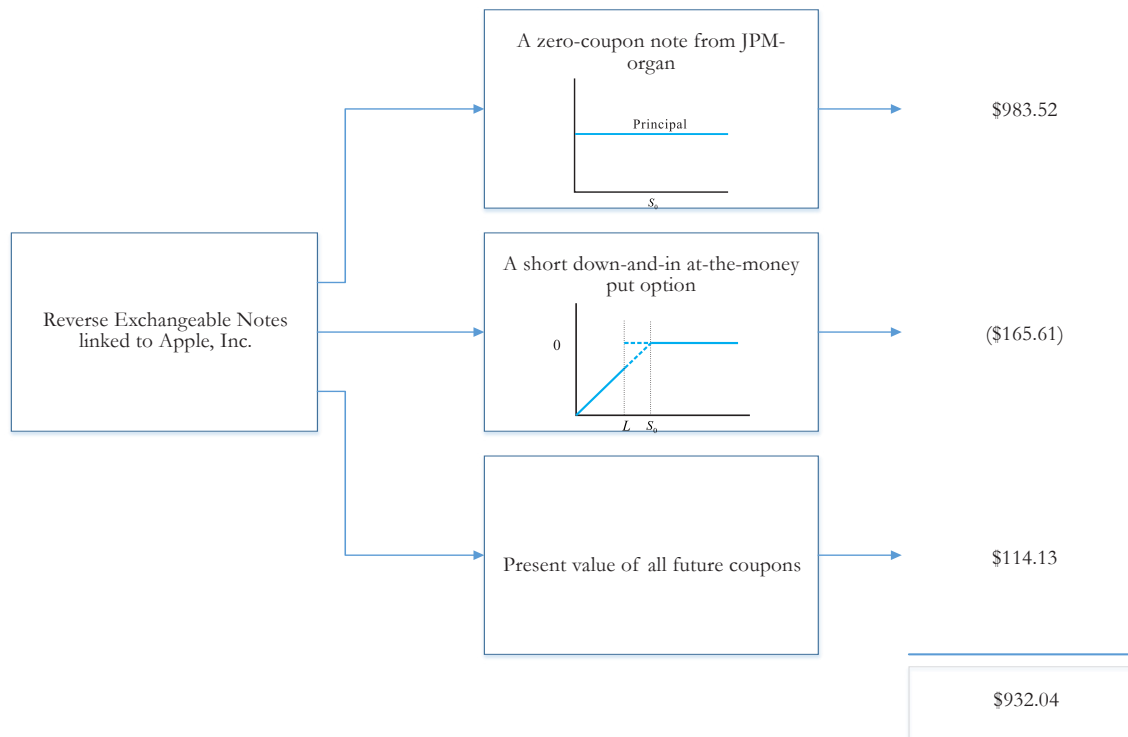 A zero-coupon note from JPM-
organ
Principal
S₀
$983.52
Reverse Exchangeable Notes
linked to Apple, Inc.
A short down-and-in at-the-money
put option
0
L S₀
($165.61)
Present value of all future coupons
$114.13
$932.04